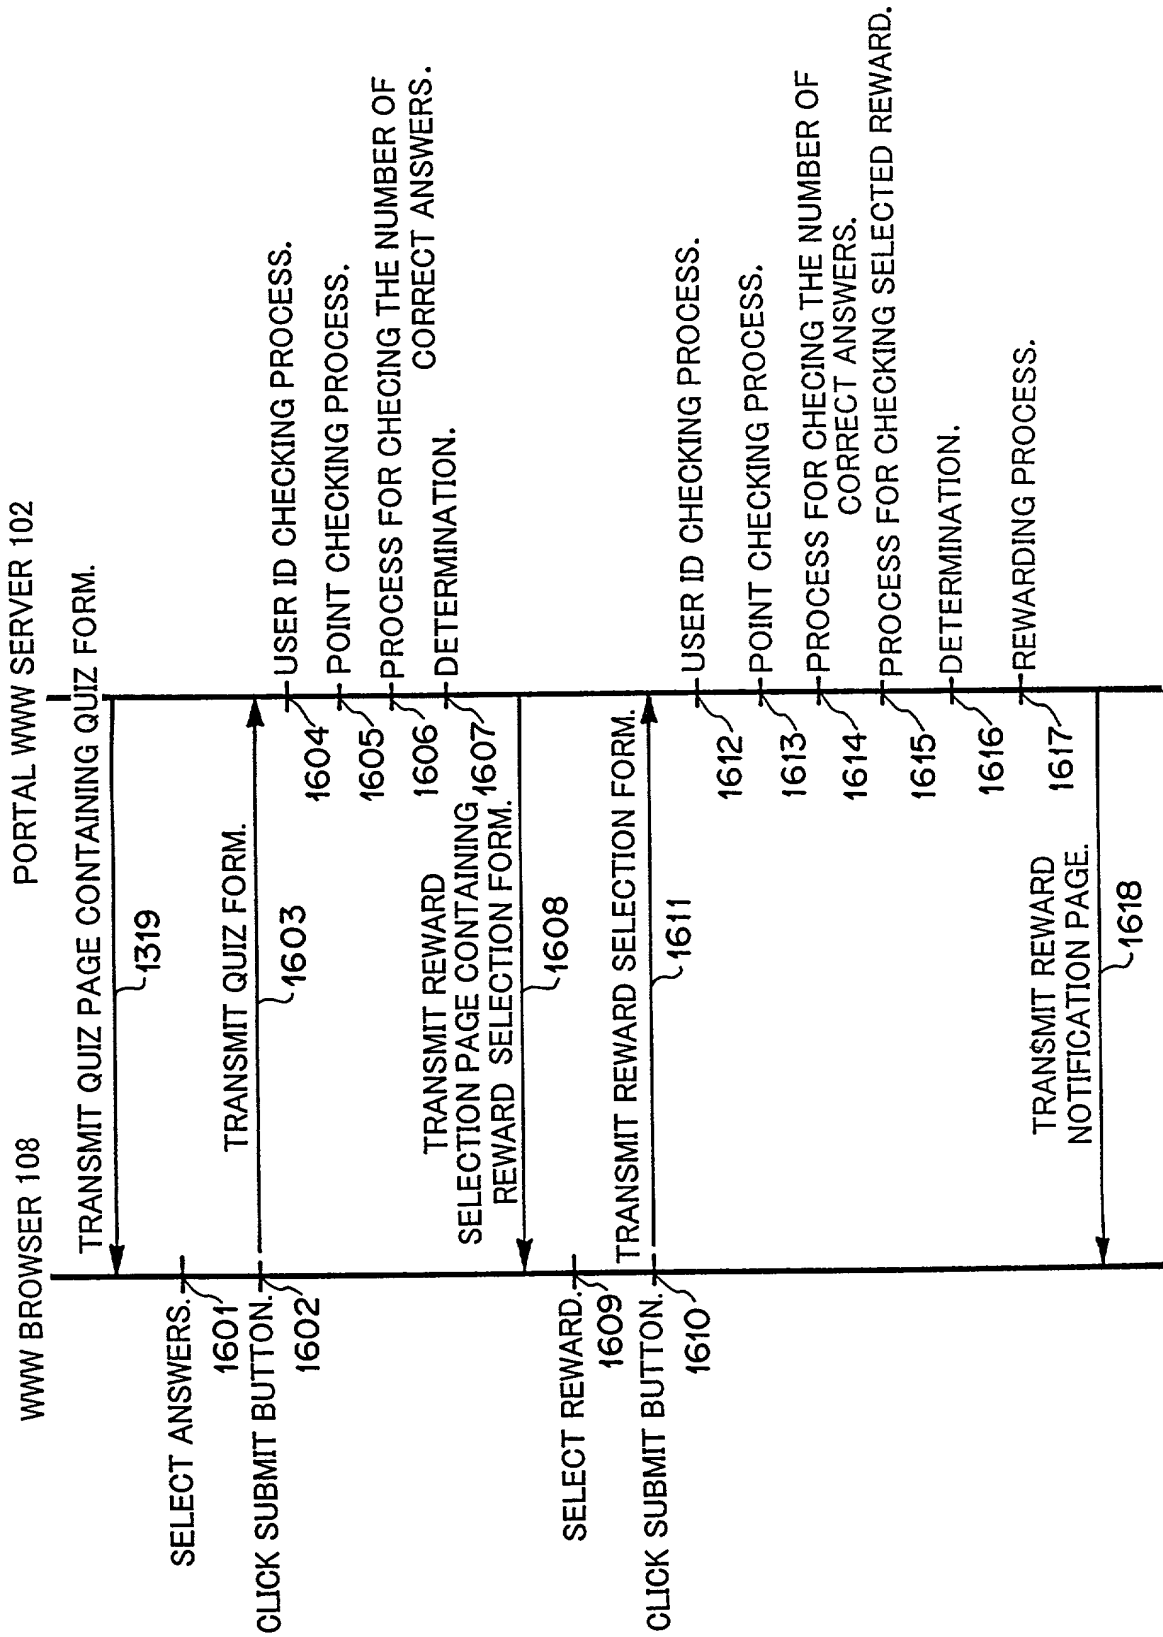 WWW BROWSER 108
PORTAL WWW SERVER 102
TRANSMIT QUIZ PAGE CONTAINING QUIZ FORM.
1319
SELECT ANSWERS.
1601
CLICK SUBMIT BUTTON.
1602
TRANSMIT QUIZ FORM.
1603
USER ID CHECKING PROCESS.
1604
POINT CHECKING PROCESS.
1605
PROCESS FOR CHECING THE NUMBER OF
CORRECT ANSWERS.
1606
DETERMINATION.
1607
TRANSMIT REWARD
SELECTION PAGE CONTAINING
REWARD SELECTION FORM.
1608
SELECT REWARD.
1609
CLICK SUBMIT BUTTON.
1610
TRANSMIT REWARD SELECTION FORM.
1611
USER ID CHECKING PROCESS.
1612
POINT CHECKING PROCESS.
1613
PROCESS FOR CHECING THE NUMBER OF
CORRECT ANSWERS.
1614
PROCESS FOR CHECKING SELECTED REWARD.
1615
DETERMINATION.
1616
REWARDING PROCESS.
1617
TRANSMIT REWARD
NOTIFICATION PAGE.
1618